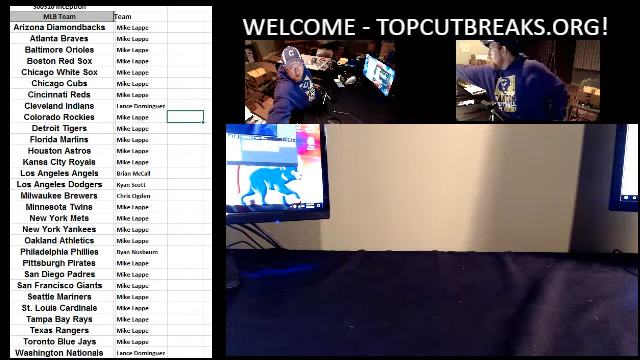 WELCOME - TOPCUTBREAKS.ORG!
MLB Team Team
Arizona Diamondbacks Mike Lappe
Atlanta Braves Mike Lappe
Baltimore Orioles Mike Lappe
Boston Red Sox Mike Lappe
Chicago White Sox Mike Lappe
Chicago Cubs Mike Lappe
Cincinnati Reds Mike Lappe
Cleveland Indians Lance Dominguez
Colorado Rockies Mike Lappe
Detroit Tigers Mike Lappe
Florida Marlins Mike Lappe
Houston Astros Mike Lappe
Kansa City Royals Mike Lappe
Los Angeles Angels Brian McCall
Los Angeles Dodgers Ryan Scott
Milwaukee Brewers Chris Ogden
Minnesota Twins Mike Lappe
New York Mets Mike Lappe
New York Yankees Mike Lappe
Oakland Athletics Mike Lappe
Philadelphia Phillies Ryan Nusbaum
Pittsburgh Pirates Mike Lappe
San Diego Padres Mike Lappe
San Francisco Giants Mike Lappe
Seattle Mariners Mike Lappe
St. Louis Cardinals Mike Lappe
Tampa Bay Rays Mike Lappe
Texas Rangers Mike Lappe
Toronto Blue Jays Mike Lappe
Washington Nationals Lance Dominguez